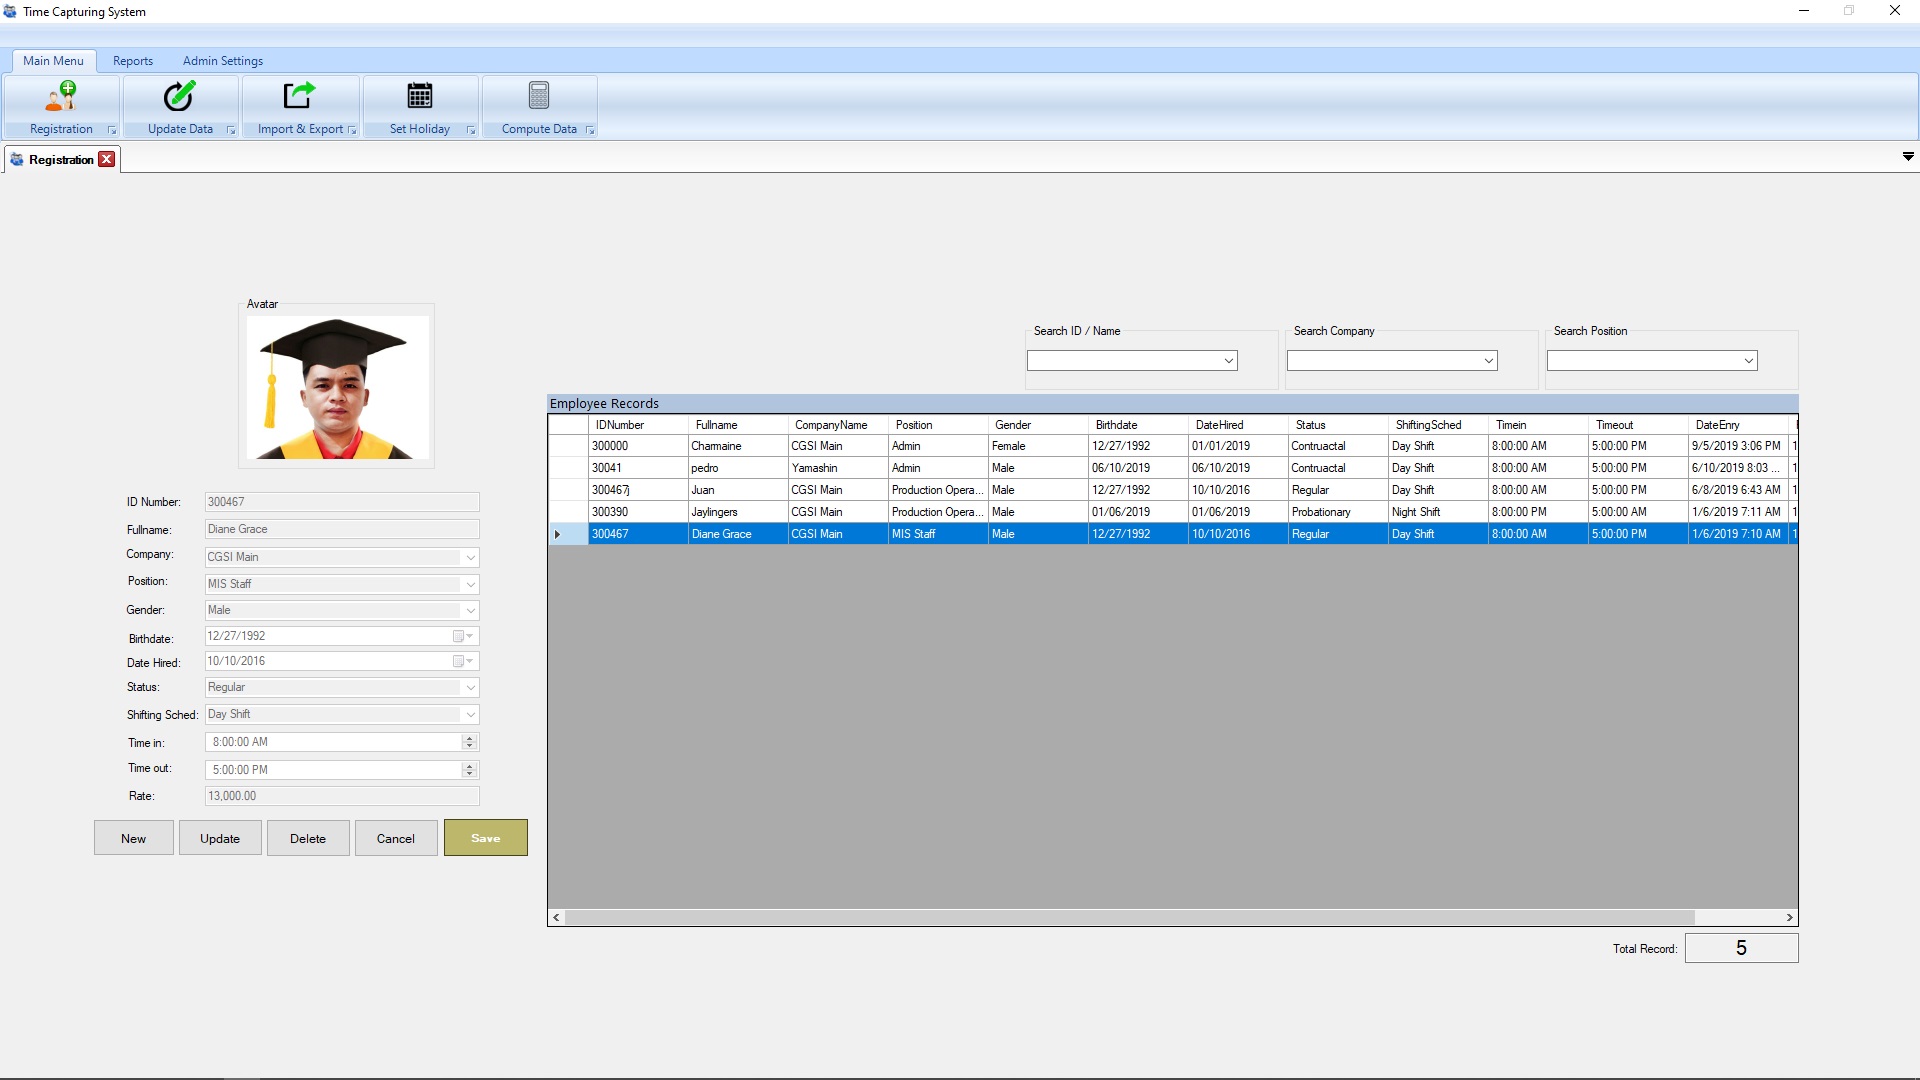 Time Capturing System
Main Menu Reports Admin Settings
Registration Update Data Import & Export Set Holiday Compute Data
Registration
Avatar
Search ID / Name Search Company Search Position
Employee Records
IDNumber Fullname CompanyName Position Gender Birthdate DateHired Status ShiftingSched Timein Timeout DateEnry
300000 Charmaine CGSI Main Admin Female 12/27/1992 01/01/2019 Contruactal Day Shift 8:00:00 AM 5:00:00 PM 9/5/2019 3:06 PM 1
30041 pedro Yamashin Admin Male 06/10/2019 06/10/2019 Contruactal Day Shift 8:00:00 AM 5:00:00 PM 6/10/2019 8:03 ... 1
300467j Juan CGSI Main Production Opera... Male 12/27/1992 10/10/2016 Regular Day Shift 8:00:00 AM 5:00:00 PM 6/8/2019 6:43 AM 1
300390 Jaylingers CGSI Main Production Opera... Male 01/06/2019 01/06/2019 Probationary Night Shift 8:00:00 PM 5:00:00 AM 1/6/2019 7:11 AM 1
300467 Diane Grace CGSI Main MIS Staff Male 12/27/1992 10/10/2016 Regular Day Shift 8:00:00 AM 5:00:00 PM 1/6/2019 7:10 AM 1
ID Number: 300467
Fullname: Diane Grace
Company: CGSI Main
Position: MIS Staff
Gender: Male
Birthdate: 12/27/1992
Date Hired: 10/10/2016
Status: Regular
Shifting Sched: Day Shift
Time in: 8:00:00 AM
Time out: 5:00:00 PM
Rate: 13,000.00
New Update Delete Cancel Save
Total Record: 5